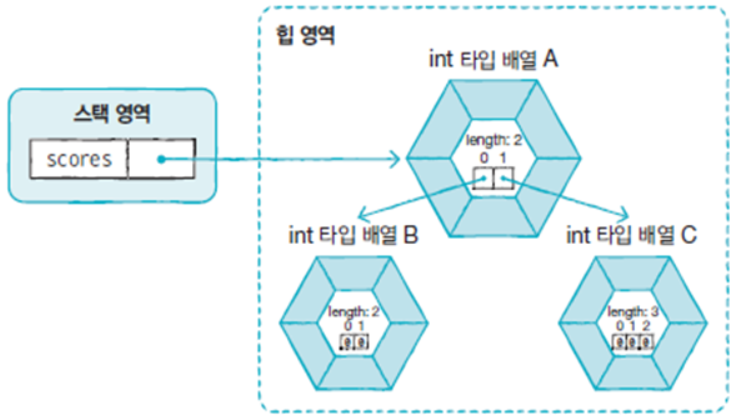 힙 영역
int 타입 배열 A
스택 영역
scores
length: 2
0 1
int 타입 배열 B
int 타입 배열 C
length: 2
0 1
0 0
length: 3
0 1 2
0 0 0